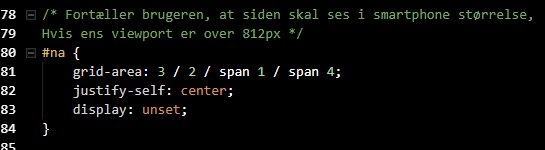 78 /* Fortæller brugeren, at siden skal ses i smartphone størrelse,
79 Hvis ens viewport er over 812px */
80 #na {
81 grid-area: 3 / 2 / span 1 / span 4;
82 justify-self: center;
83 display: unset;
84 }
85